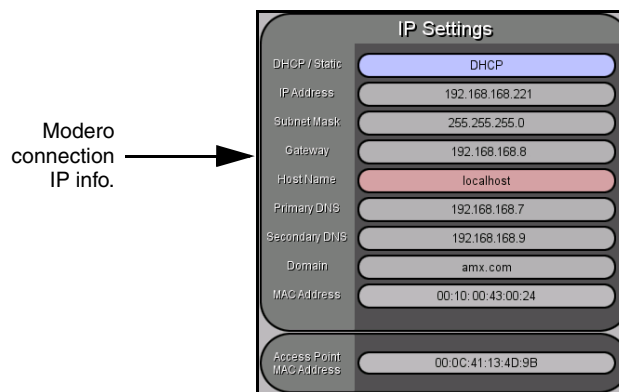 IP Settings
DHCP / Static
DHCP
IP Address
192.168.168.221
Subnet Mask
255.255.255.0
Gateway
192.168.168.8
Host Name
localhost
Primary DNS
192.168.168.7
Secondary DNS
192.168.168.9
Domain
amx.com
MAC Address
00:10:00:43:00:24
Access Point
MAC Address
00:0C:41:13:4D:9B
Modero
connection
IP info.